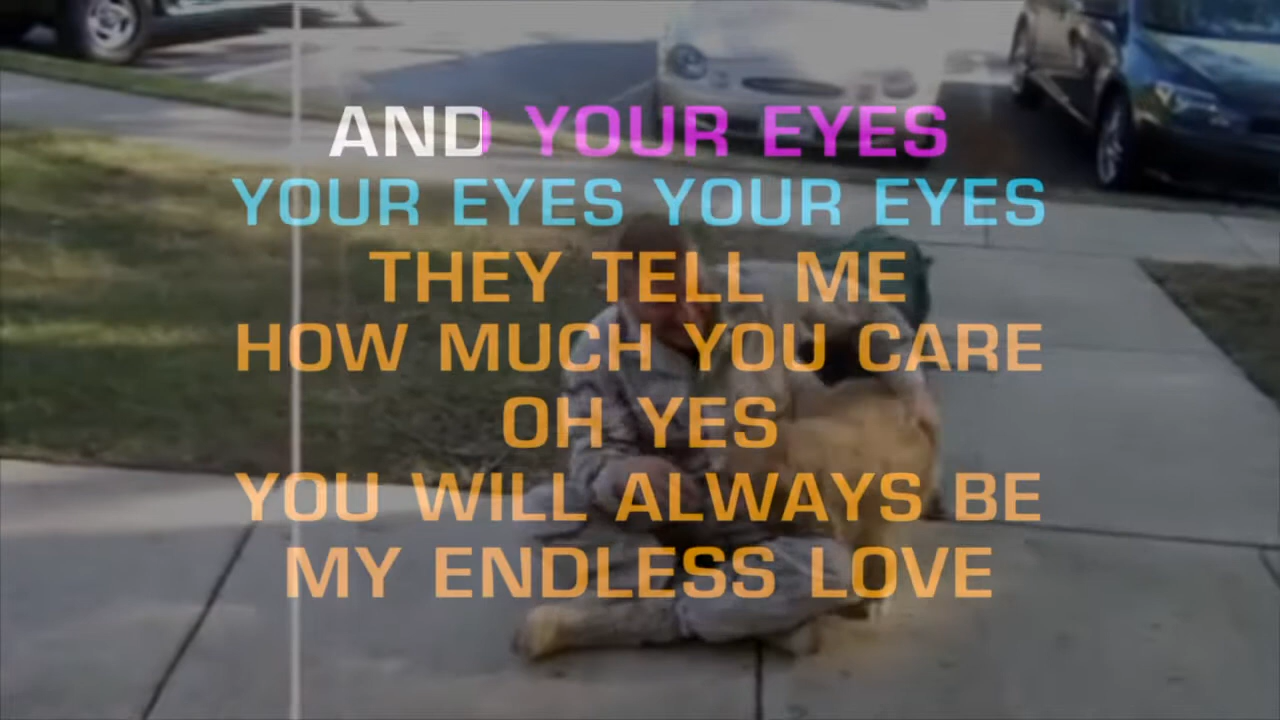 AND YOUR EYES
YOUR EYES YOUR EYES
THEY TELL ME
HOW MUCH YOU CARE
OH YES
YOU WILL ALWAYS BE
MY ENDLESS LOVE